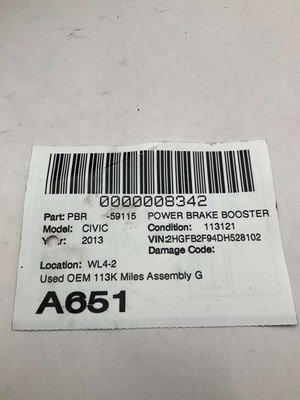 0000008342
Part: PBR -59115 POWER BRAKE BOOSTER
Model: CIVIC Condition: 113121
Year: 2013 VIN:2HGFB2F94DH528102
Damage Code:
Location: WL4-2
Used OEM 113K Miles Assembly G
A651